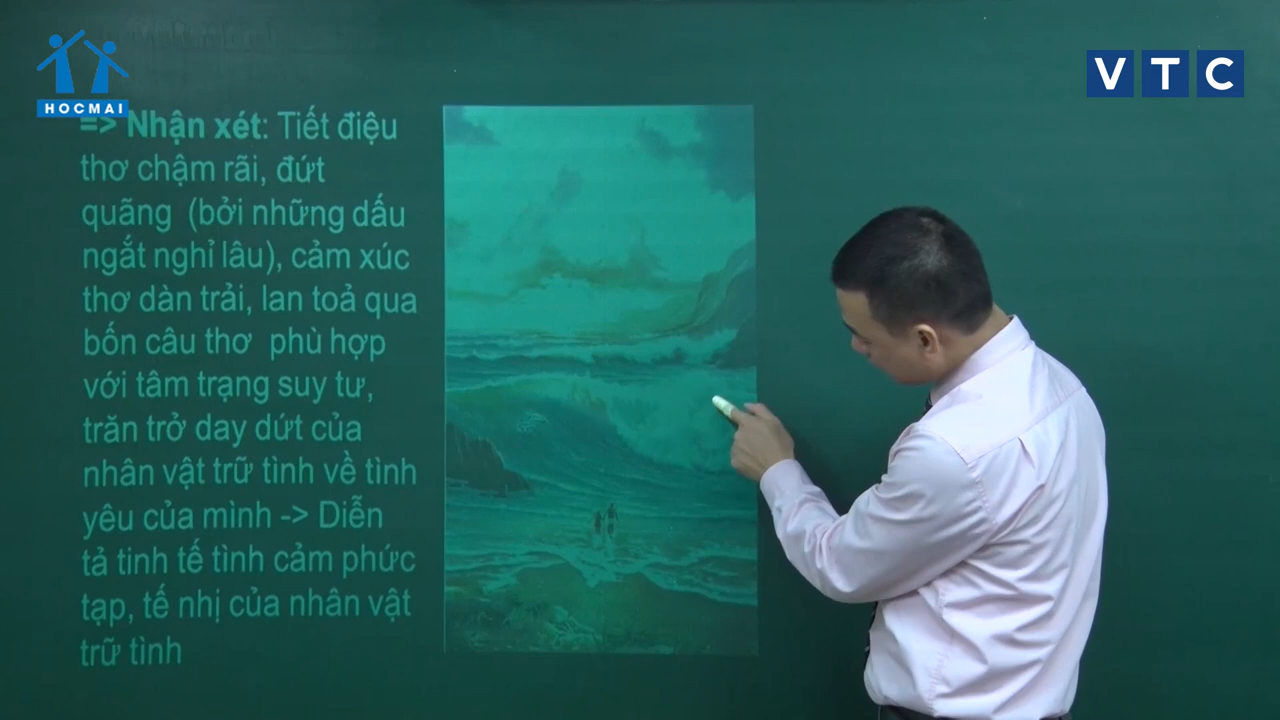 HOCMAI
VTC
=> Nhận xét: Tiết điệu
thơ chậm rãi, đứt
quãng (bởi những dấu
ngắt nghỉ lâu), cảm xúc
thơ dàn trải, lan toả qua
bốn câu thơ phù hợp
với tâm trạng suy tư,
trăn trở day dứt của
nhân vật trữ tình về tình
yêu của mình -> Diễn
tả tinh tế tình cảm phức
tạp, tế nhị của nhân vật
trữ tình